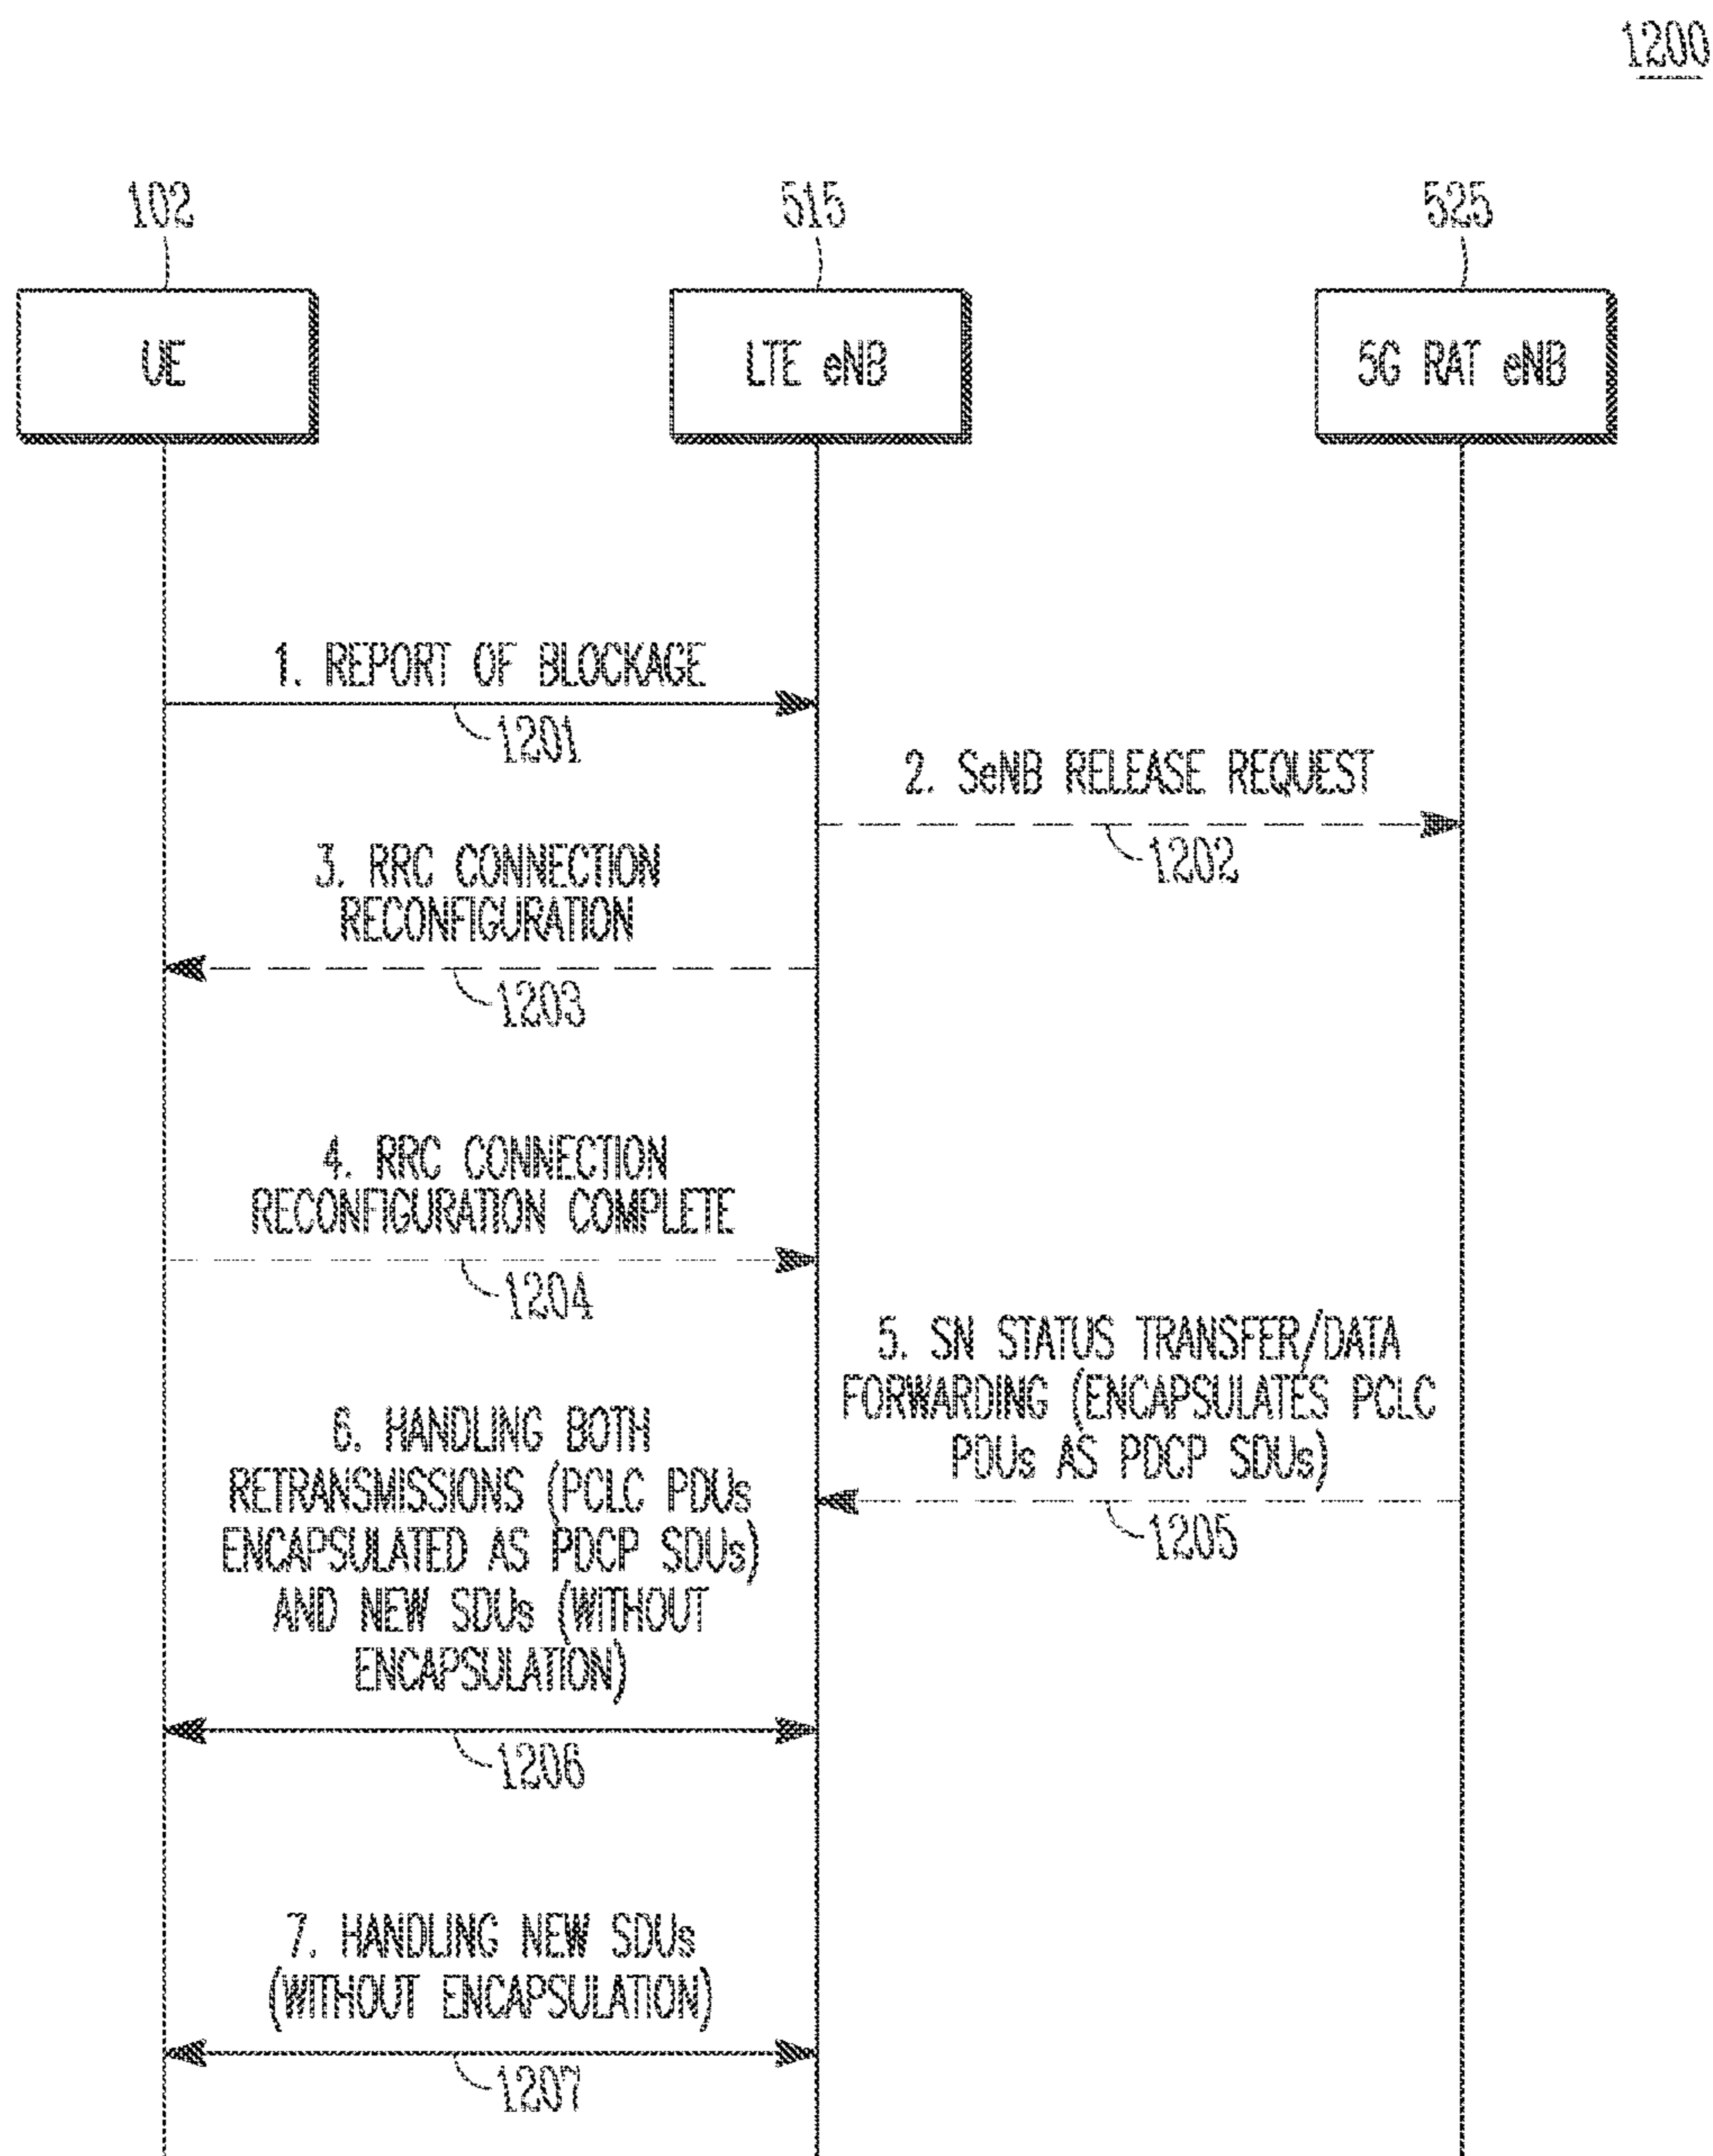 1200
102
515
525
UE
LTE eNB
5G RAT eNB
1. REPORT OF BLOCKAGE
1201
2. SeNB RELEASE REQUEST
1202
3. RRC CONNECTION
RECONFIGURATION
1203
4. RRC CONNECTION
RECONFIGURATION COMPLETE
1204
5. SN STATUS TRANSFER/DATA
FORWARDING (ENCAPSULATES PCLC
PDUs AS PDCP SDUs)
1205
6. HANDLING BOTH
RETRANSMISSIONS (PCLC PDUs
ENCAPSULATED AS PDCP SDUs)
AND NEW SDUs (WITHOUT
ENCAPSULATION)
1206
7. HANDLING NEW SDUs
(WITHOUT ENCAPSULATION)
1207